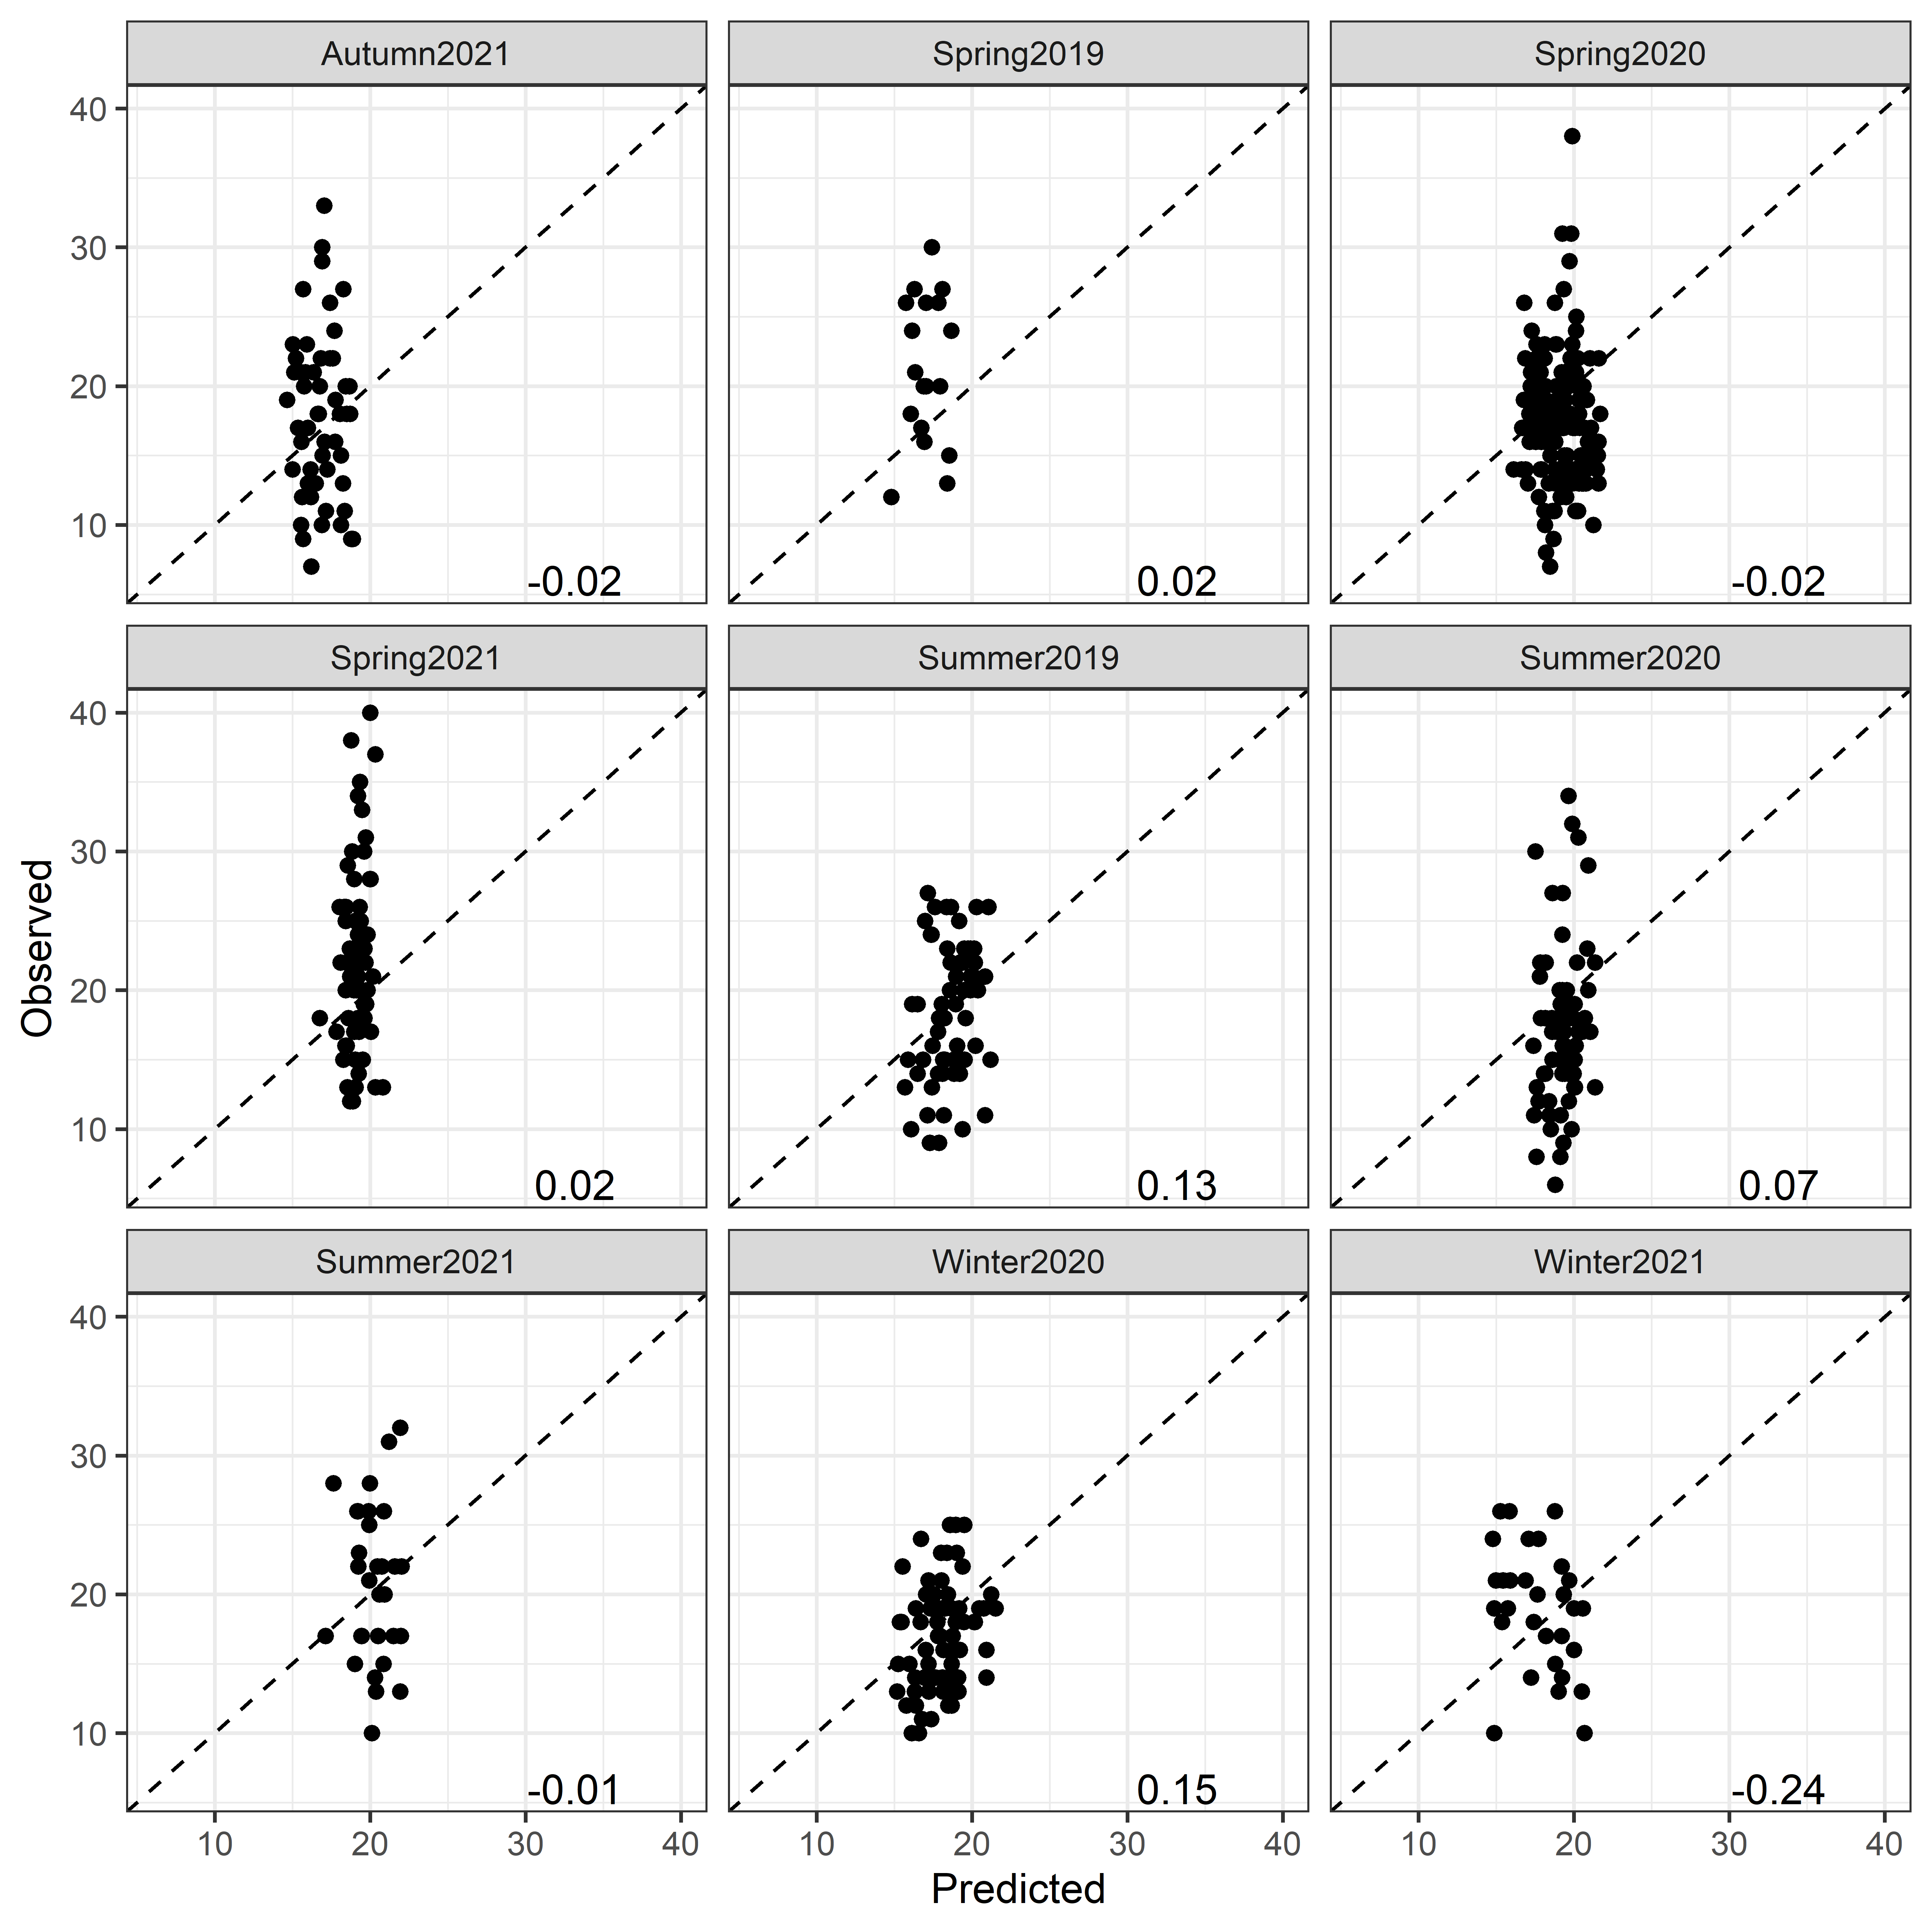 Autumn2021 Spring2019 Spring2020
40
30
20
10
-0.02 0.02 -0.02
Spring2021 Summer2019 Summer2020
40
30
20
10
0.02 0.13 0.07
Observed
Summer2021 Winter2020 Winter2021
40
30
20
10
-0.01 0.15 -0.24
10 20 30 40 10 20 30 40 10 20 30 40
Predicted